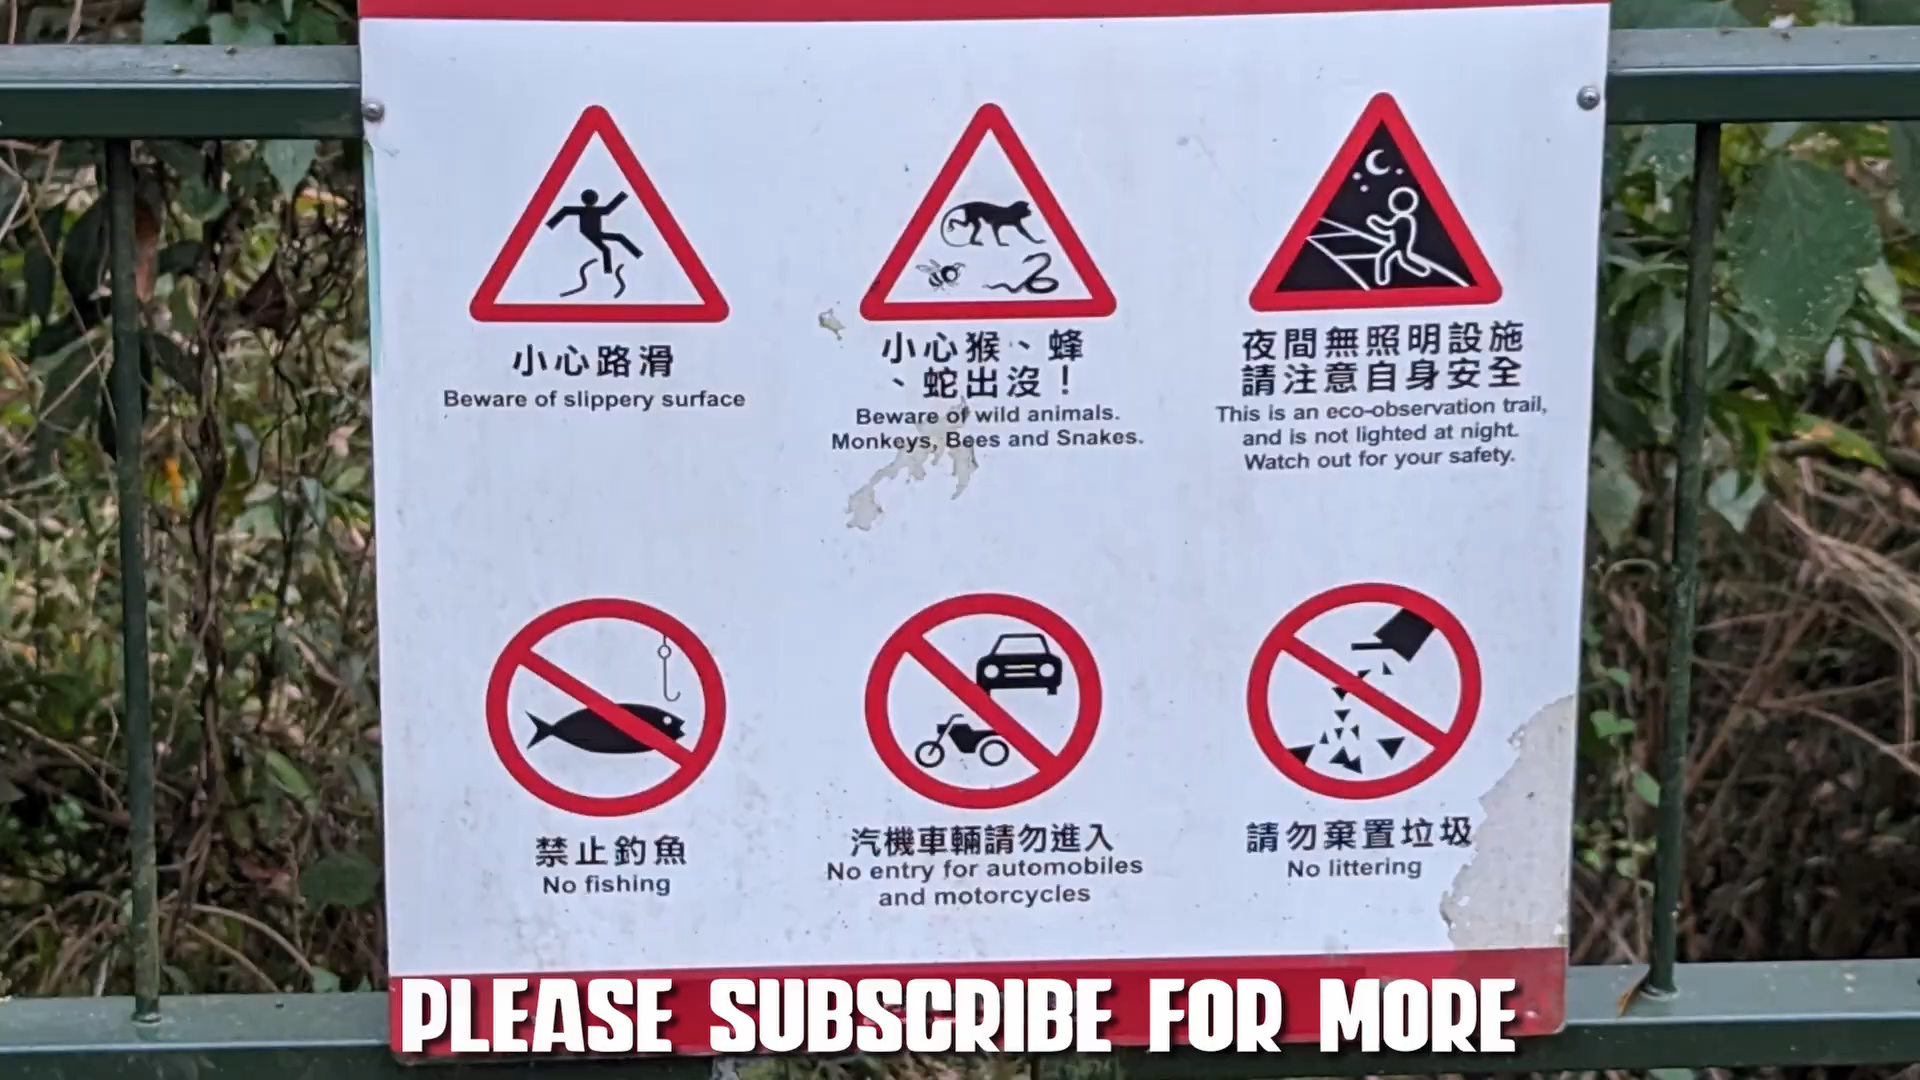 小心路滑
Beware of slippery surface
小心猴、蜂
、蛇出沒！
Beware of wild animals.
Monkeys, Bees and Snakes.
夜間無照明設施
請注意自身安全
This is an eco-observation trail,
and is not lighted at night.
Watch out for your safety.
禁止釣魚
No fishing
汽機車輛請勿進入
No entry for automobiles
and motorcycles
請勿棄置垃圾
No littering
PLEASE SUBSCRIBE FOR MORE